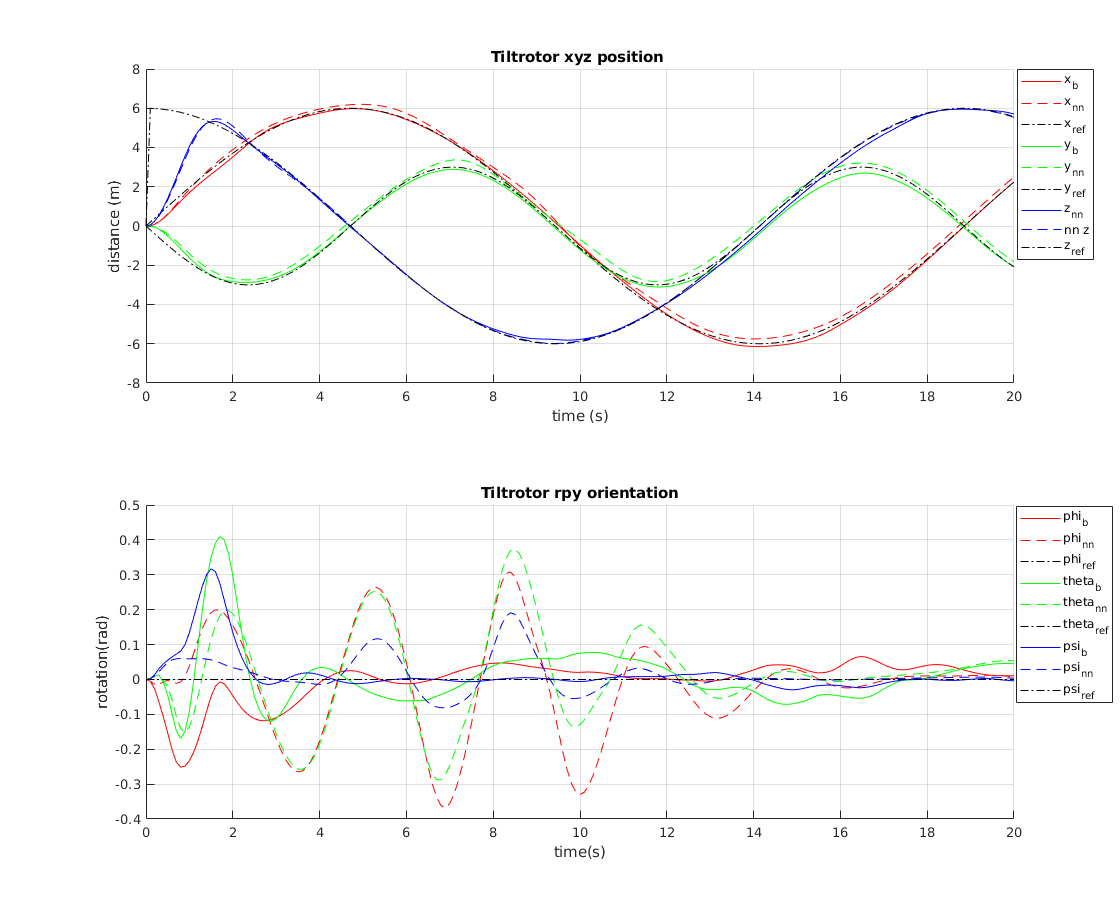 Tiltrotor xyz position
8
6
4
2
0
-2
-4
-6
-8
distance (m)
0 2 4 6 8 10 12 14 16 18 20
time (s)
x_b
x_nn
x_ref
y_b
y_nn
y_ref
z_nn
nn z
z_ref
Tiltrotor rpy orientation
0.5
0.4
0.3
0.2
0.1
0
-0.1
-0.2
-0.3
-0.4
rotation(rad)
0 2 4 6 8 10 12 14 16 18 20
time(s)
phi_b
phi_nn
phi_ref
theta_b
theta_nn
theta_ref
psi_b
psi_nn
psi_ref